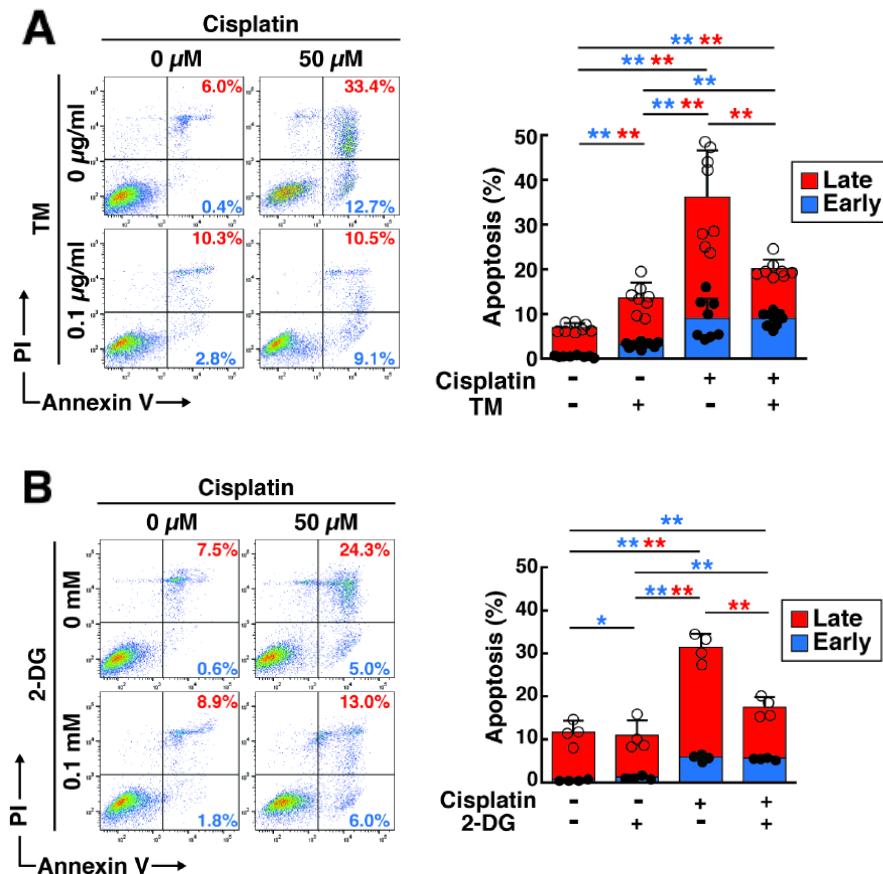 A
Cisplatin
0 µM 50 µM
TM
0 µg/ml
6.0% 33.4%
0.4% 12.7%
0.1 µg/ml
10.3% 10.5%
2.8% 9.1%
PI
Annexin V
** **
** **
**
** **
** **
**
Apoptosis (%)
50
40
30
20
10
0
Late
Early
Cisplatin - - + +
TM - + - +
B
Cisplatin
0 µM 50 µM
2-DG
0 mM
7.5% 24.3%
0.6% 5.0%
0.1 mM
8.9% 13.0%
1.8% 6.0%
PI
Annexin V
**
** **
**
** **
*
**
Apoptosis (%)
50
40
30
20
10
0
Late
Early
Cisplatin - - + +
2-DG - + - +